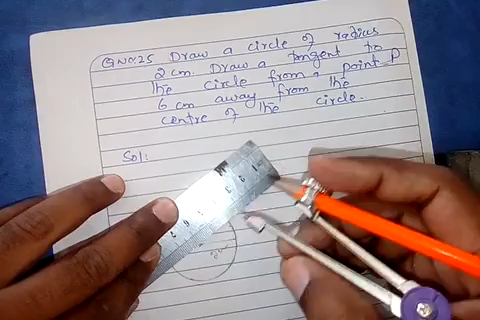 Q No.25 Draw a circle of radius
2 cm. Draw a tangent to
the circle from a point P
6 cm away from the
centre of the circle.
Sol: